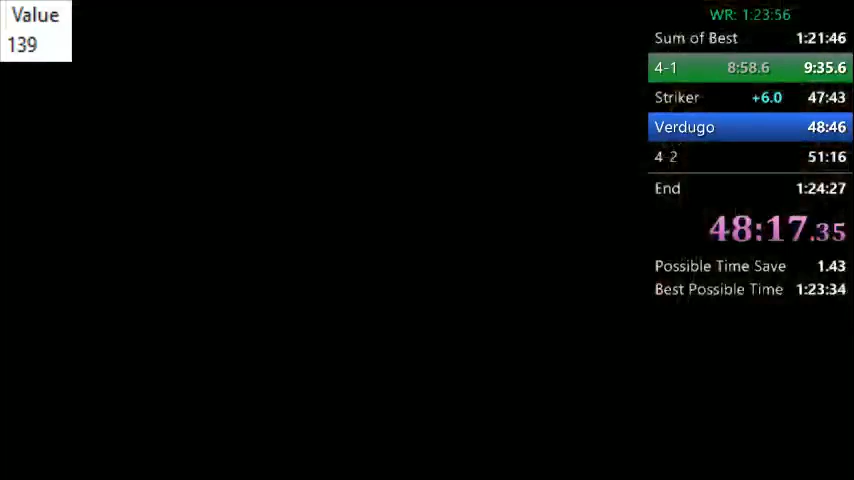 Value
139
WR: 1:23:56
Sum of Best 1:21:46
4-1 8:58.6 9:35.6
Striker +6.0 47:43
Verdugo 48:46
4-2 51:16
End 1:24:27
48:17.35
Possible Time Save 1.43
Best Possible Time 1:23:34